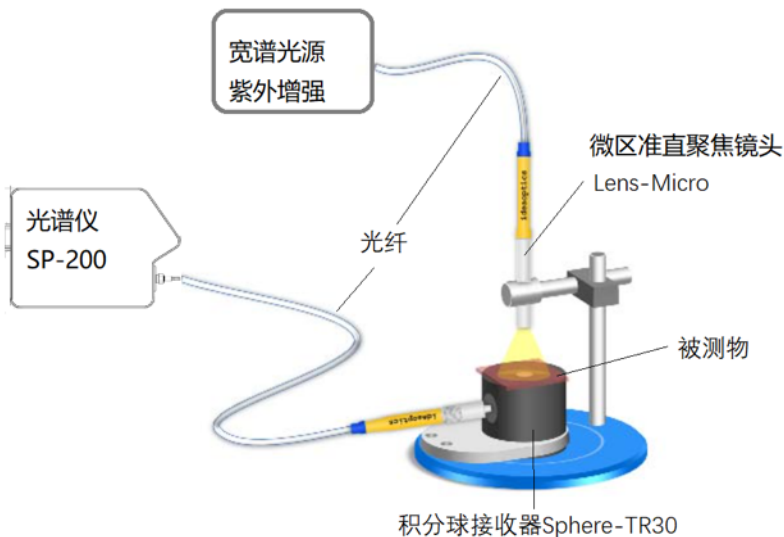 宽谱光源
紫外增强
微区准直聚焦镜头
Lens-Micro
ideaoptics
光谱仪
SP-200
光纤
被测物
ideaoptics
积分球接收器Sphere-TR30